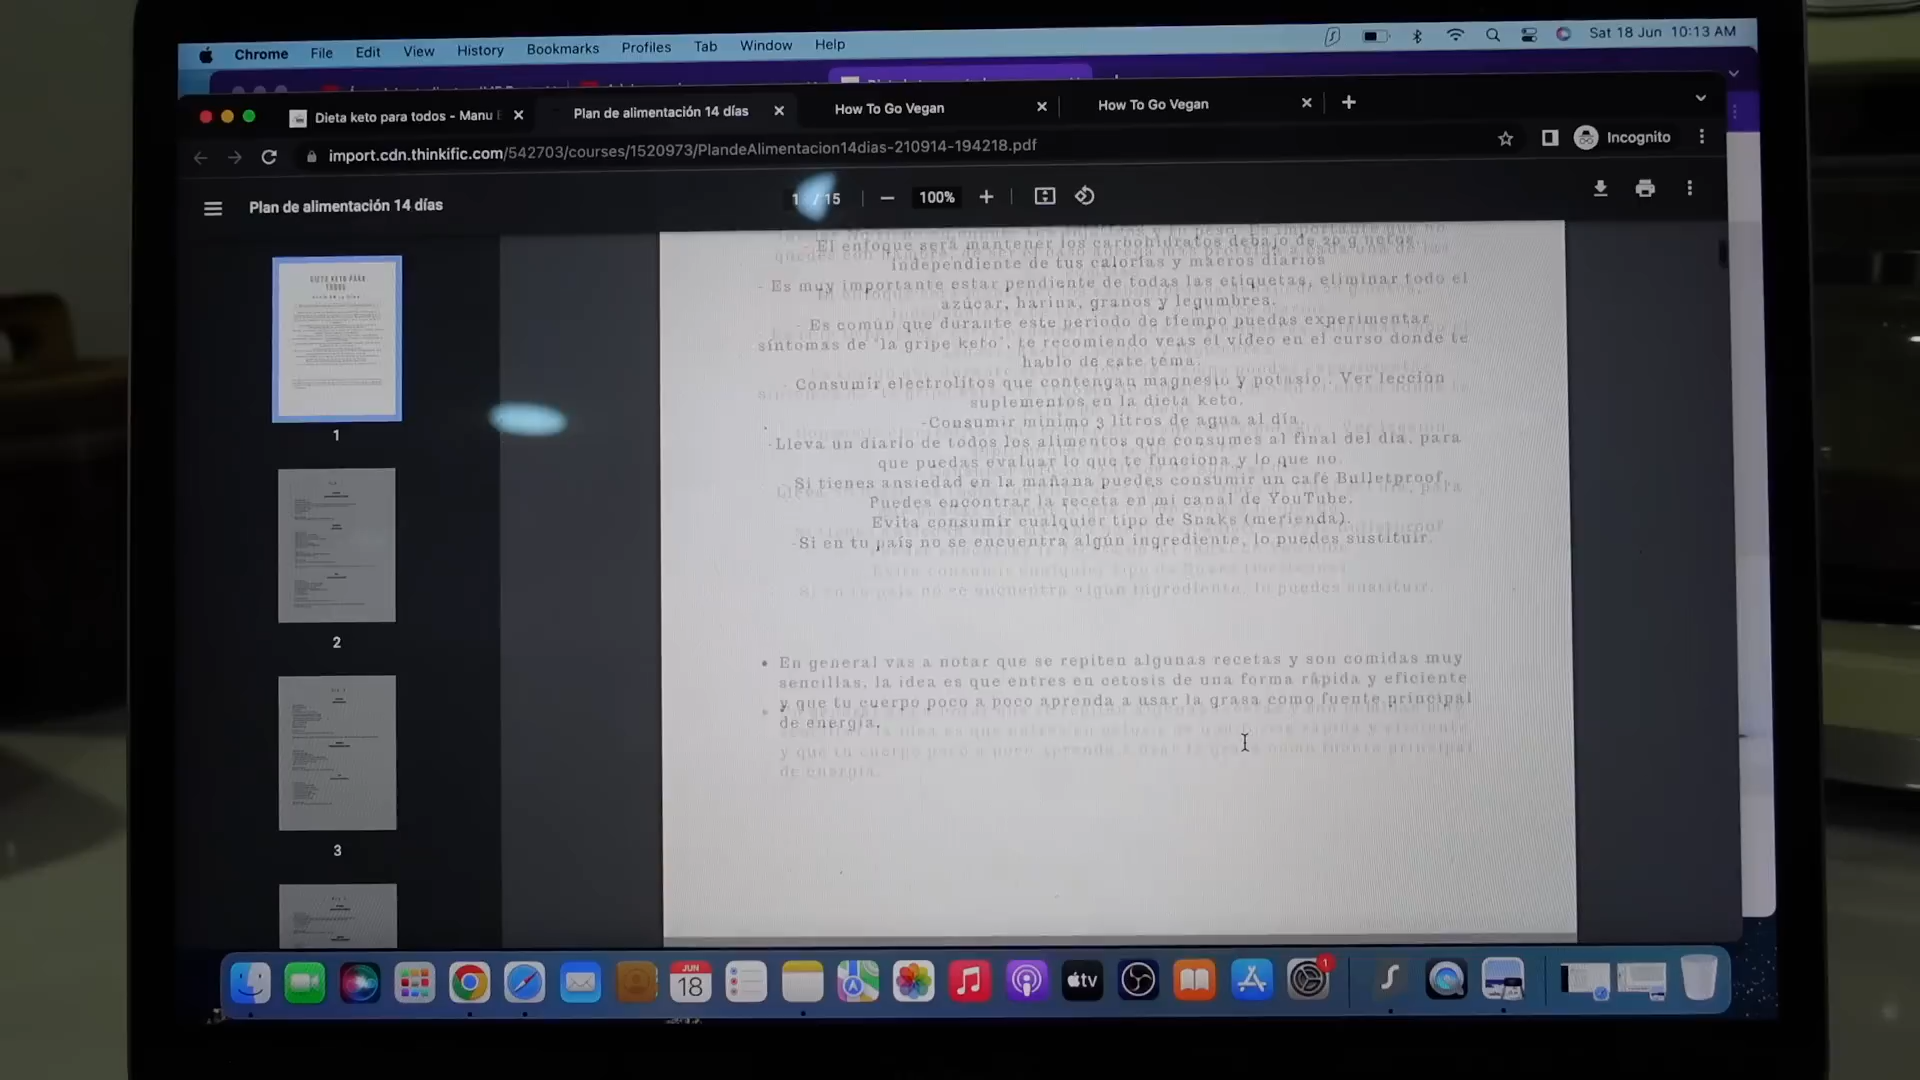 Chrome File Edit View History Bookmarks Profiles Tab Window Help Sat 18 Jun 10:13 AM
Dieta keto para todos - Manu Plan de alimentación 14 días How To Go Vegan How To Go Vegan
import.cdn.thinkific.com/542703/courses/1520973/PlandeAlimentacion14dias-210914-194218.pdf Incognito
Plan de alimentación 14 días 1 / 15 100%
DIETA KETO PARA
TODOS
1
2
3
- El enfoque será mantener los carbohidratos debajo de 20 g netos,
independiente de tus calorías y macros diarios
- Es muy importante estar pendiente de todas las etiquetas, eliminar todo el
azúcar, harina, granos y legumbres.
- Es común que durante este periodo de tiempo puedas experimentar
síntomas de "la gripe keto", te recomiendo veas el vídeo en el curso donde te
hablo de este tema.
- Consumir electrolitos que contengan magnesio y potasio. Ver lección
suplementos en la dieta keto.
-Consumir mínimo 3 litros de agua al día.
-Lleva un diario de todos los alimentos que consumes al final del día, para
que puedas evaluar lo que te funciona y lo que no.
- Si tienes ansiedad en la mañana puedes consumir un café Bulletproof.
Puedes encontrar la receta en mi canal de YouTube.
Evita consumir cualquier tipo de Snaks (merienda).
-Si en tu país no se encuentra algún ingrediente, lo puedes sustituir.
• En general vas a notar que se repiten algunas recetas y son comidas muy
sencillas, la idea es que entres en cetosis de una forma rápida y eficiente
y que tu cuerpo poco a poco aprenda a usar la grasa como fuente principal
de energía.
JUN
18
tv
1